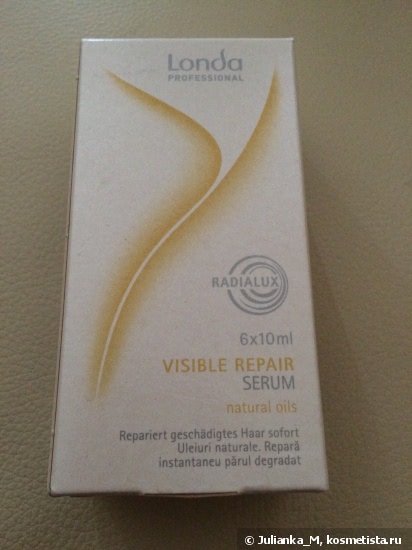 Londa
PROFESSIONAL
RADIALUX
6x10ml
VISIBLE REPAIR
SERUM
natural oils
Repariert geschädigtes Haar sofort
Uleiuri naturale. Repară
instantaneu părul degradat
© Julianka_M, kosmetista.ru